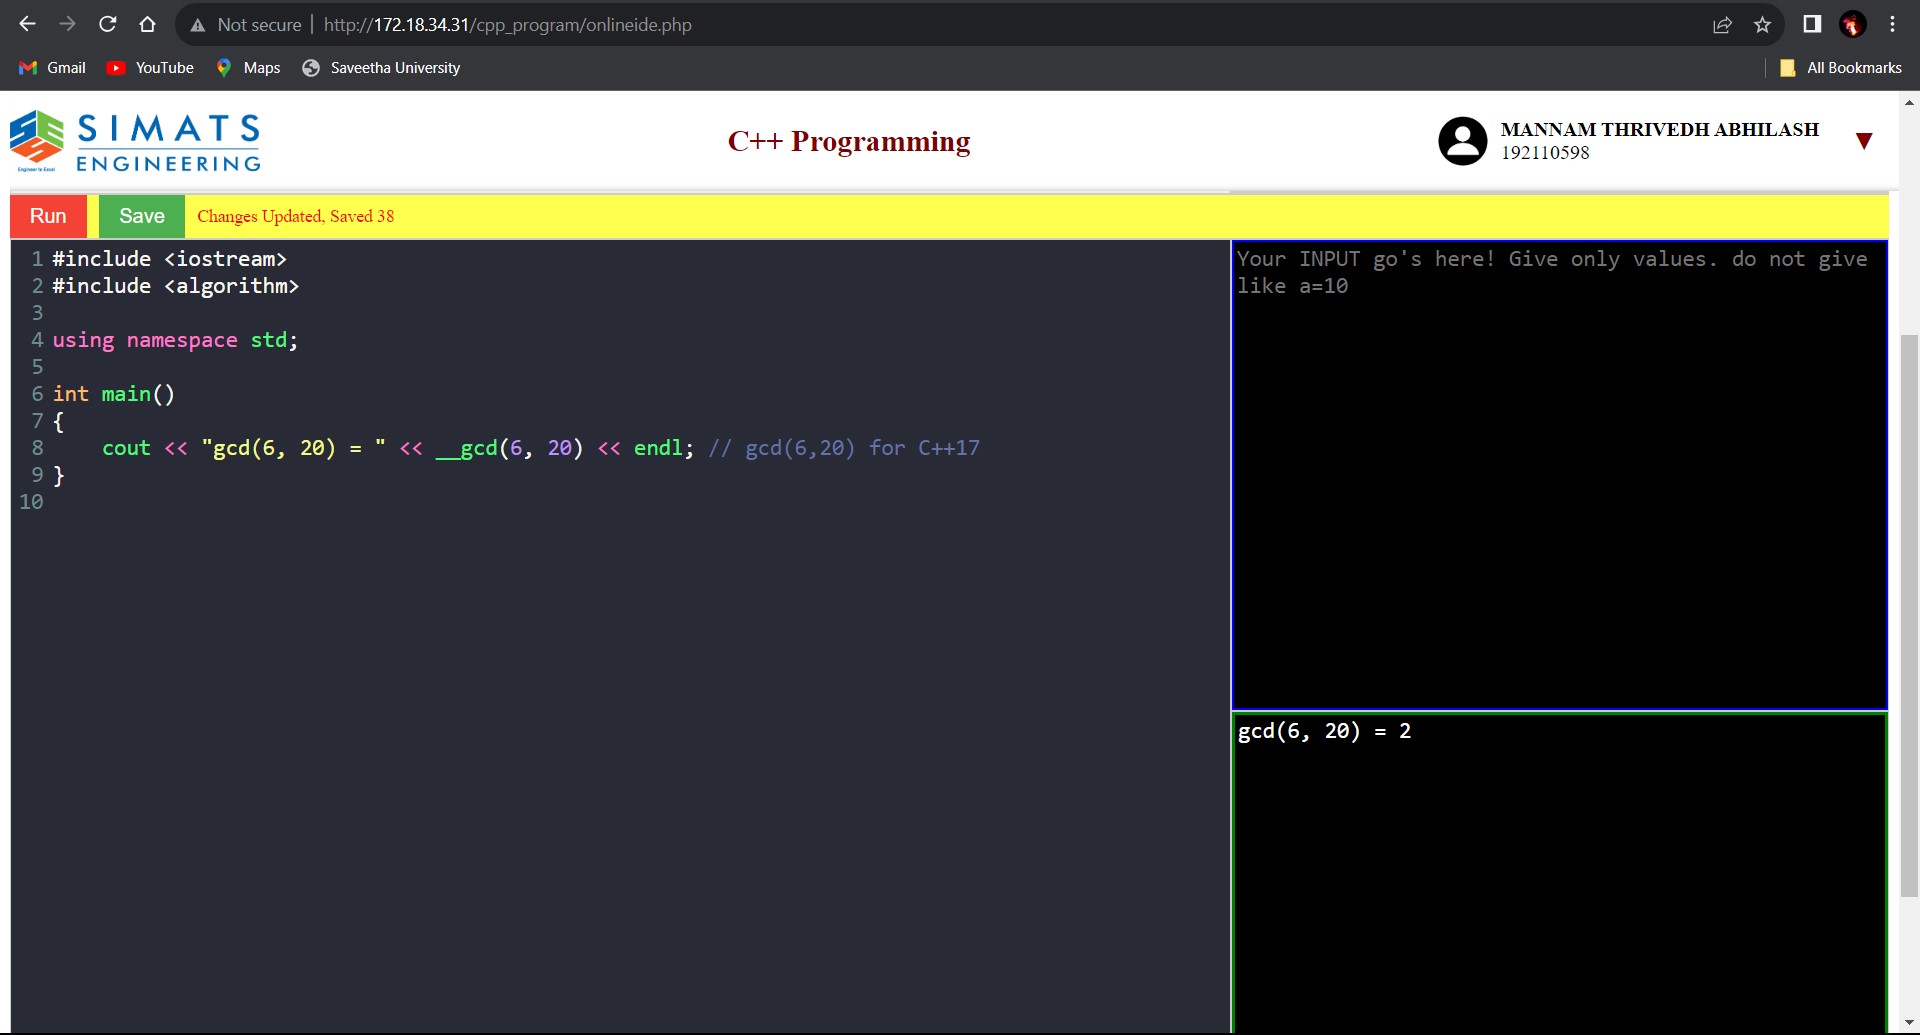 Not secure | http://172.18.34.31/cpp_program/onlineide.php
Gmail YouTube Maps Saveetha University All Bookmarks
SIMATS
ENGINEERING
Engineer to Excel
C++ Programming
MANNAM THRIVEDH ABHILASH
192110598
Run Save Changes Updated, Saved 38
1 #include <iostream>
2 #include <algorithm>
3
4 using namespace std;
5
6 int main()
7 {
8     cout << "gcd(6, 20) = " << __gcd(6, 20) << endl; // gcd(6,20) for C++17
9 }
10
Your INPUT go's here! Give only values. do not give
like a=10
gcd(6, 20) = 2